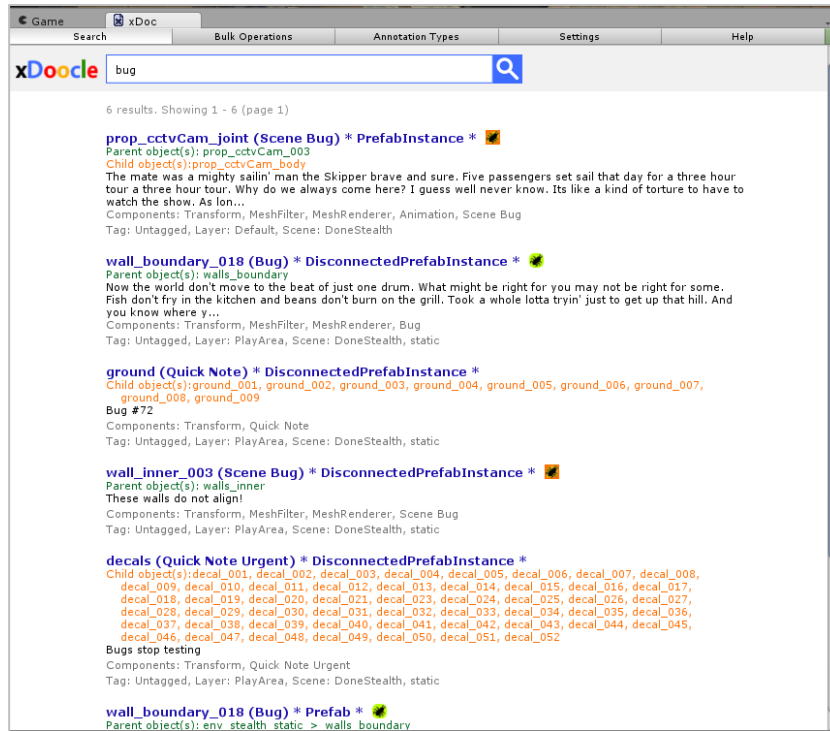 Game
xDoc
Search
Bulk Operations
Annotation Types
Settings
Help
xDoocle
bug
6 results. Showing 1 - 6 (page 1)
prop_cctvCam_joint (Scene Bug) * PrefabInstance *
Parent object(s): prop_cctvCam_003
Child object(s):prop_cctvCam_body
The mate was a mighty sailin' man the Skipper brave and sure. Five passengers set sail that day for a three hour
tour a three hour tour. Why do we always come here? I guess well never know. Its like a kind of torture to have to
watch the show. As lon...
Components: Transform, MeshFilter, MeshRenderer, Animation, Scene Bug
Tag: Untagged, Layer: Default, Scene: DoneStealth
wall_boundary_018 (Bug) * DisconnectedPrefabInstance *
Parent object(s): walls_boundary
Now the world don't move to the beat of just one drum. What might be right for you may not be right for some.
Fish don't fry in the kitchen and beans don't burn on the grill. Took a whole lotta tryin' just to get up that hill. And
you know where y...
Components: Transform, MeshFilter, MeshRenderer, Bug
Tag: Untagged, Layer: PlayArea, Scene: DoneStealth, static
ground (Quick Note) * DisconnectedPrefabInstance *
Child object(s):ground_001, ground_002, ground_003, ground_004, ground_005, ground_006, ground_007,
ground_008, ground_009
Bug #72
Components: Transform, Quick Note
Tag: Untagged, Layer: PlayArea, Scene: DoneStealth, static
wall_inner_003 (Scene Bug) * DisconnectedPrefabInstance *
Parent object(s): walls_inner
These walls do not align!
Components: Transform, MeshFilter, MeshRenderer, Scene Bug
Tag: Untagged, Layer: PlayArea, Scene: DoneStealth, static
decals (Quick Note Urgent) * DisconnectedPrefabInstance *
Child object(s):decal_001, decal_002, decal_003, decal_004, decal_005, decal_006, decal_007, decal_008,
decal_009, decal_010, decal_011, decal_012, decal_013, decal_014, decal_015, decal_016, decal_017,
decal_018, decal_019, decal_020, decal_021, decal_023, decal_024, decal_025, decal_026, decal_027,
decal_028, decal_029, decal_030, decal_031, decal_032, decal_033, decal_034, decal_035, decal_036,
decal_037, decal_038, decal_039, decal_040, decal_041, decal_042, decal_043, decal_044, decal_045,
decal_046, decal_047, decal_048, decal_049, decal_050, decal_051, decal_052
Bugs stop testing
Components: Transform, Quick Note Urgent
Tag: Untagged, Layer: PlayArea, Scene: DoneStealth, static
wall_boundary_018 (Bug) * Prefab *
Parent object(s): env_stealth_static > walls_boundary